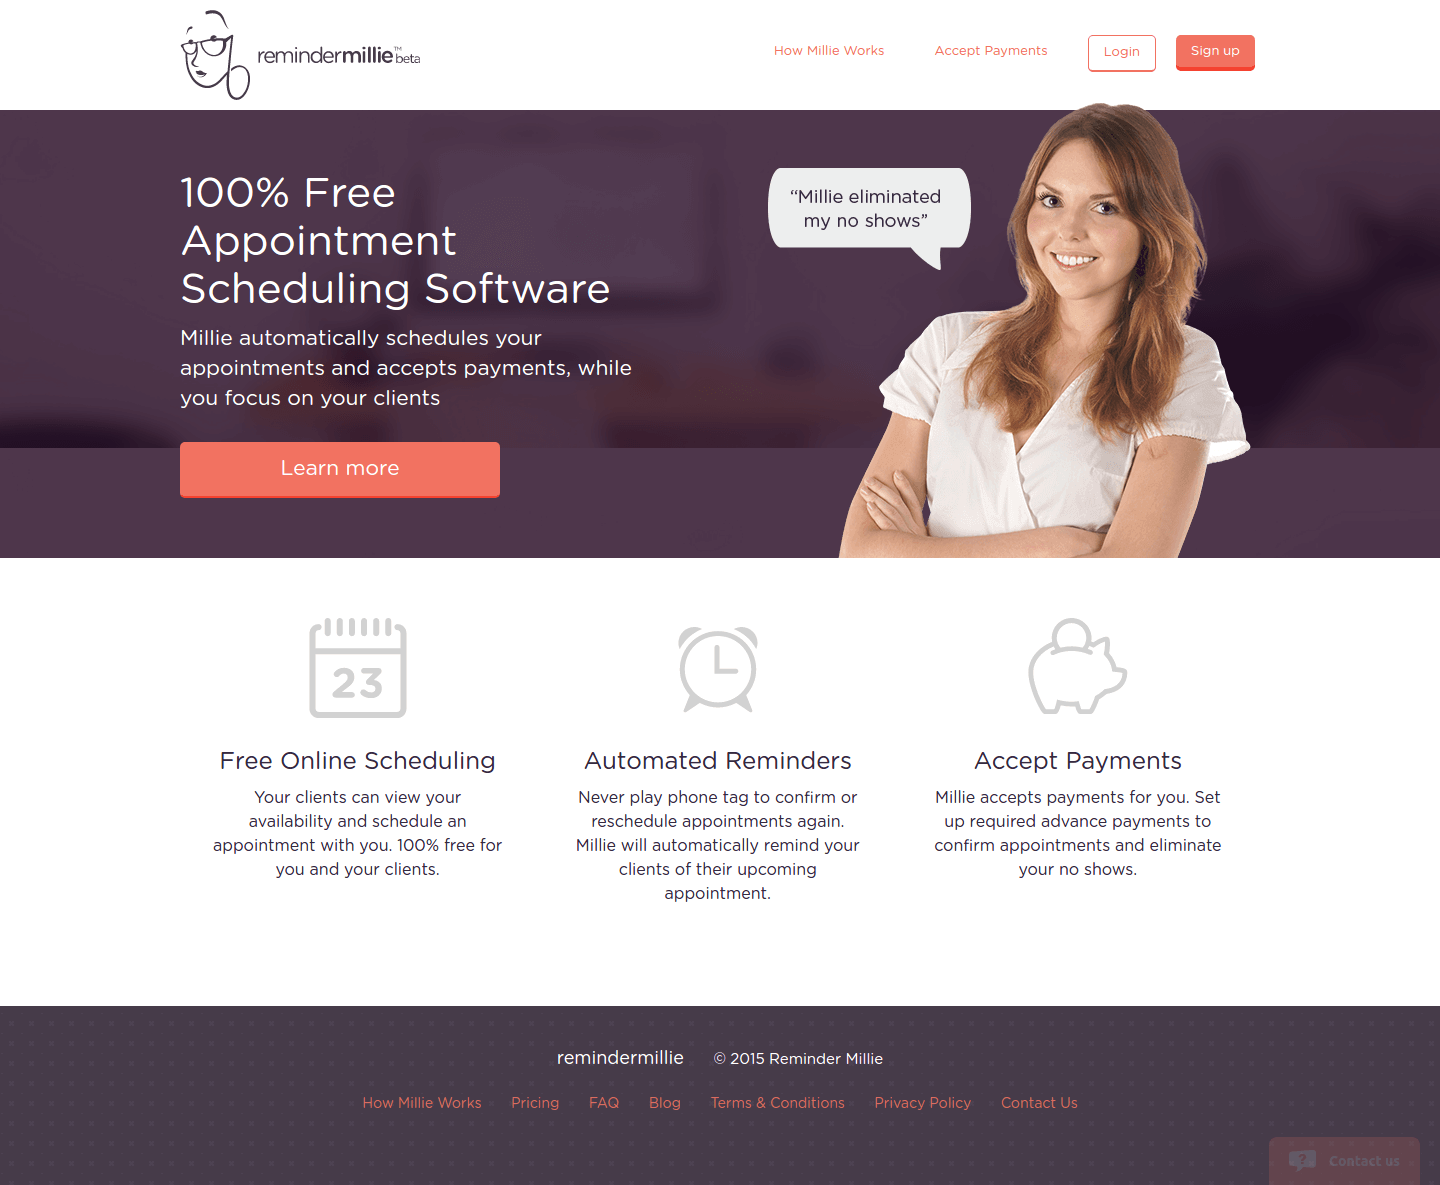 remindermillie™ beta
How Millie Works
Accept Payments
Login
Sign up
100% Free
Appointment
Scheduling Software
Millie automatically schedules your
appointments and accepts payments, while
you focus on your clients
Learn more
“Millie eliminated
my no shows”
23
Free Online Scheduling
Your clients can view your
availability and schedule an
appointment with you. 100% free for
you and your clients.
Automated Reminders
Never play phone tag to confirm or
reschedule appointments again.
Millie will automatically remind your
clients of their upcoming
appointment.
Accept Payments
Millie accepts payments for you. Set
up required advance payments to
confirm appointments and eliminate
your no shows.
remindermillie © 2015 Reminder Millie
How Millie Works Pricing FAQ Blog Terms & Conditions Privacy Policy Contact Us
? Contact us